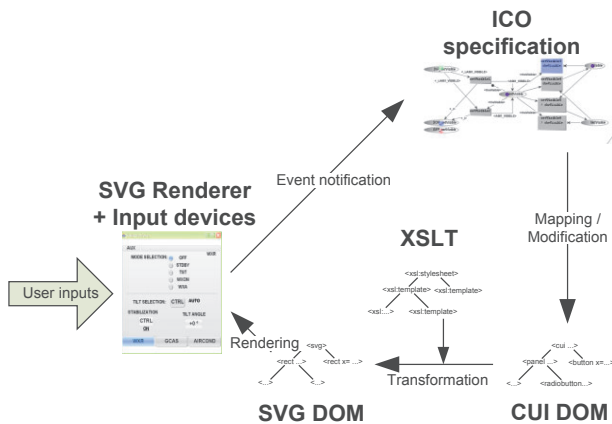 ICO
specification
Event notification
SVG Renderer
+ Input devices
Mapping /
Modification
XSLT
User inputs
AUX
MODE SELECTION:
OFF
STDBY
TST
WXON
WXA
TILT SELECTION:
CTRL
AUTO
STABILIZATION
CTRL
ON
TILT ANGLE
GCAS
AIRCOND
<xsl:stylesheet>
<xsl:template>
<xsl:template>
<xsl:...>
<xsl:template>
Rendering
<svg>
<rect ...>
<rect x= ...>
<...>
<...>
Transformation
<cui ...>
<panel ...
<button x=...>
<...>
<radiobutton...>
SVG DOM
CUI DOM